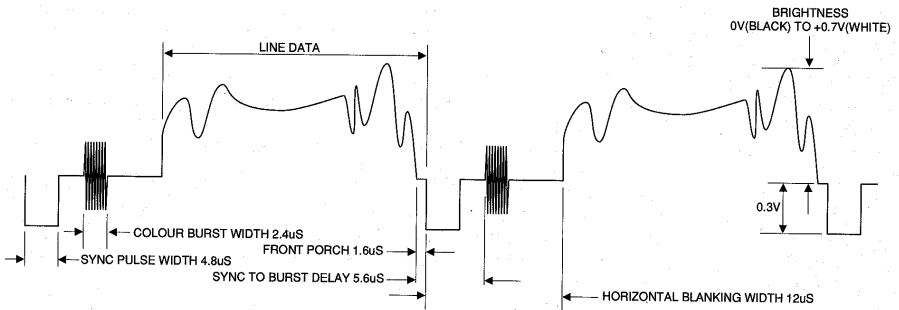 BRIGHTNESS
0V(BLACK) TO +0.7V(WHITE)
LINE DATA
0.3V
COLOUR BURST WIDTH 2.4uS
FRONT PORCH 1.6uS
SYNC PULSE WIDTH 4.8uS
SYNC TO BURST DELAY 5.6uS
HORIZONTAL BLANKING WIDTH 12uS